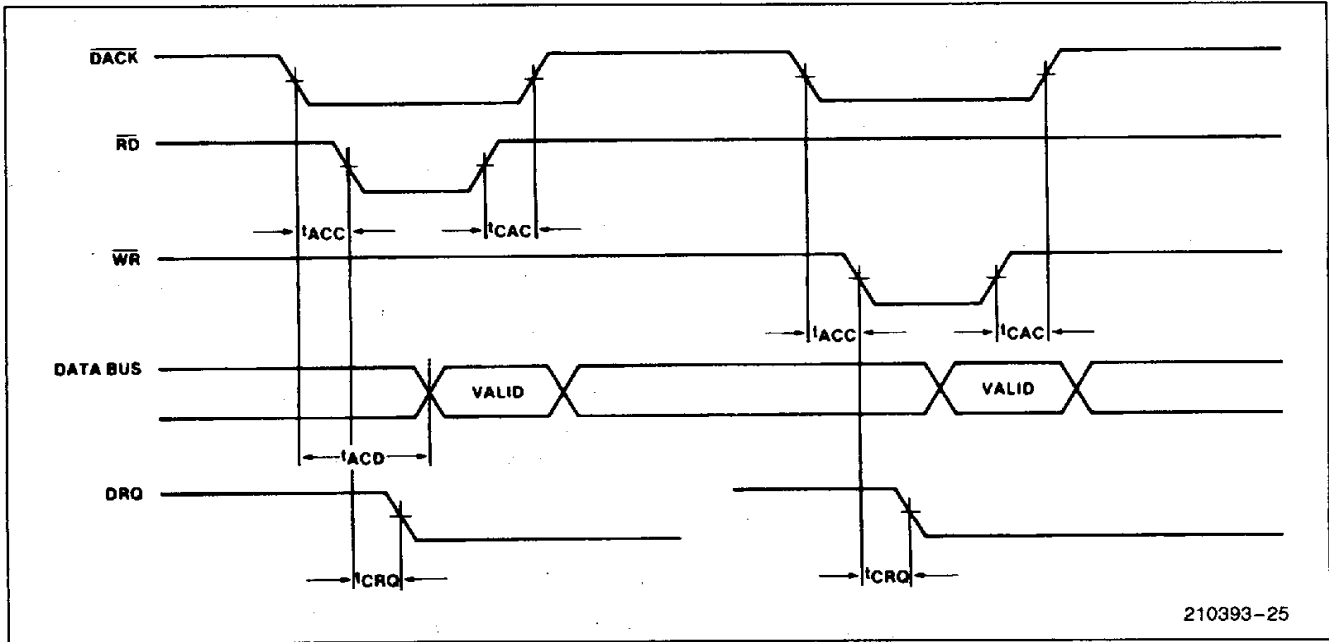 DACK
RD
tACC
tCAC
WR
tACC
tCAC
DATA BUS
VALID
VALID
tACD
DRQ
tCRQ
tCRQ
210393-25